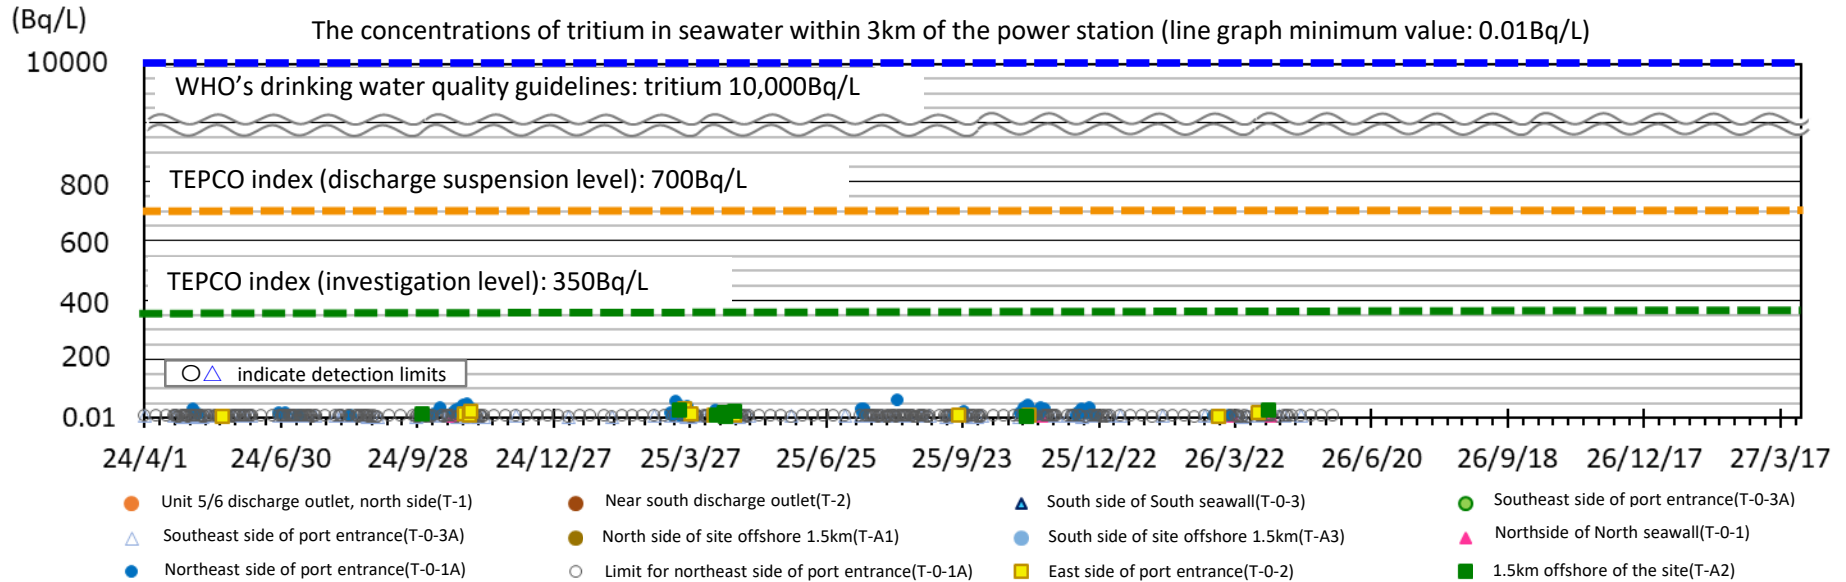 (Bq/L)
The concentrations of tritium in seawater within 3km of the power station (line graph minimum value: 0.01Bq/L)
10000
WHO's drinking water quality guidelines: tritium 10,000Bq/L
800
TEPCO index (discharge suspension level): 700Bq/L
600
TEPCO index (investigation level): 350Bq/L
400
200
○△ indicate detection limits
0.01
24/4/1 24/6/30 24/9/28 24/12/27 25/3/27 25/6/25 25/9/23 25/12/22 26/3/22 26/6/20 26/9/18 26/12/17 27/3/17
Unit 5/6 discharge outlet, north side(T-1) Near south discharge outlet(T-2) South side of South seawall(T-0-3) Southeast side of port entrance(T-0-3A)
Southeast side of port entrance(T-0-3A) North side of site offshore 1.5km(T-A1) South side of site offshore 1.5km(T-A3) Northside of North seawall(T-0-1)
Northeast side of port entrance(T-0-1A) Limit for northeast side of port entrance(T-0-1A) East side of port entrance(T-0-2) 1.5km offshore of the site(T-A2)